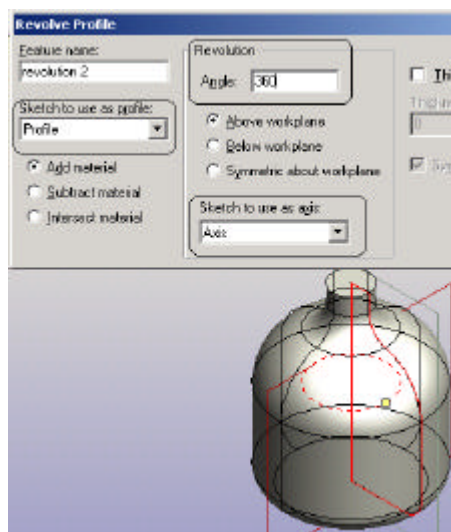 Revolve Profile
Feature name:
revolution 2
Sketch to use as profile:
Profile
Add material
Subtract material
Intersect material
Revolution
Angle: 360
Above workplane
Below workplane
Symmetric about workplane
Sketch to use as axis:
Axis
0